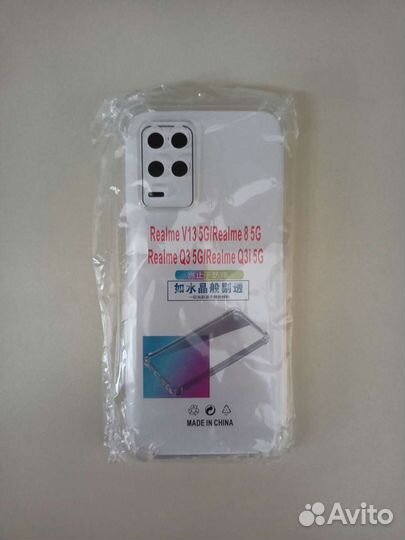 Realme V13 5G/Realme 8 5G
Realme Q3 5G/Realme Q3I 5G
如水晶般剔透
MADE IN CHINA
Avito